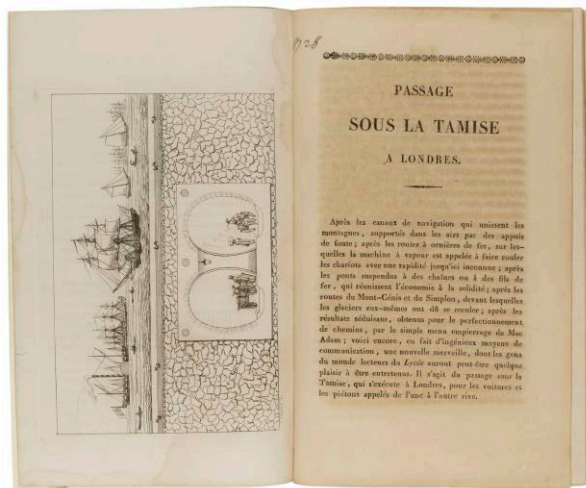 1728
PASSAGE
SOUS LA TAMISE
A LONDRES.
Après les canaux de navigation qui unissent les
montagnes, supportés dans les airs par des appuis
de fonte; après les routes à ornières de fer, sur les-
quelles la machine à vapeur est appelée à faire rouler
les chariots avec une rapidité jusqu'ici inconnue; après
les ponts suspendus à des chaînes ou à des fils de
fer, qui réunissent l'économie à la solidité; après les
routes du Mont-Cénis et du Simplon, devant lesquelles
les glaciers eux-mêmes ont dû se reculer; après les
résultats séduisans, obtenus pour le perfectionnement
de chemins, par le simple menu empierrage de Mac
Adam; voici encore, en fait d'ingénieux moyens de
communication, une nouvelle merveille, dont les gens
du monde lecteurs du Lycée auront peut-être quelque
plaisir à être entretenus. Il s'agit du passage sous la
Tamise, qui s'exécute à Londres, pour les voitures et
les piétons appelés de l'une à l'autre rive.